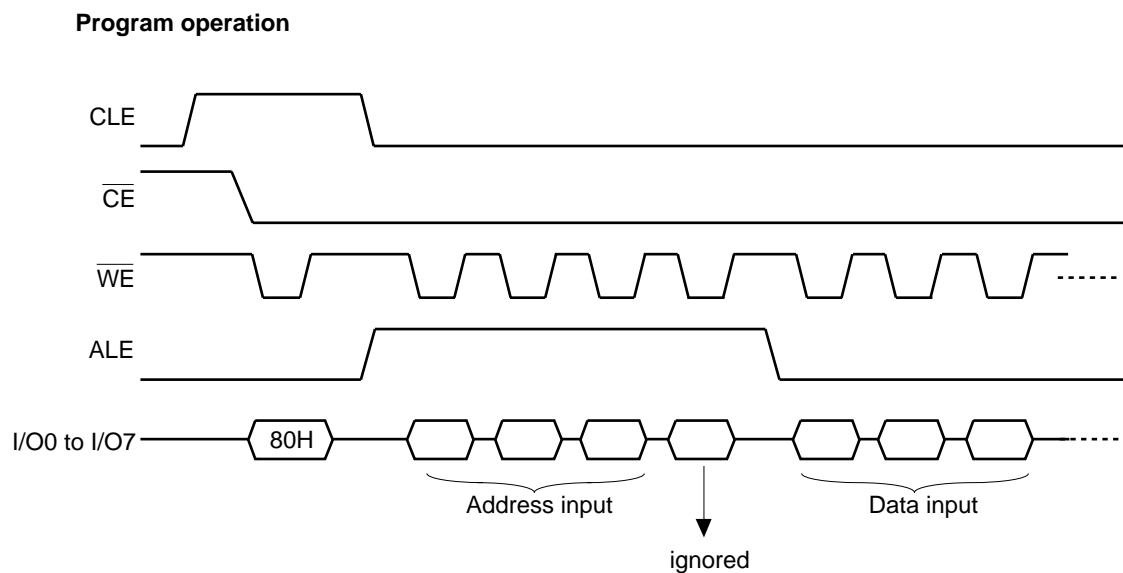 Program operation
CLE
CE
WE
ALE
I/O0 to I/O7
80H
Address input
Data input
ignored